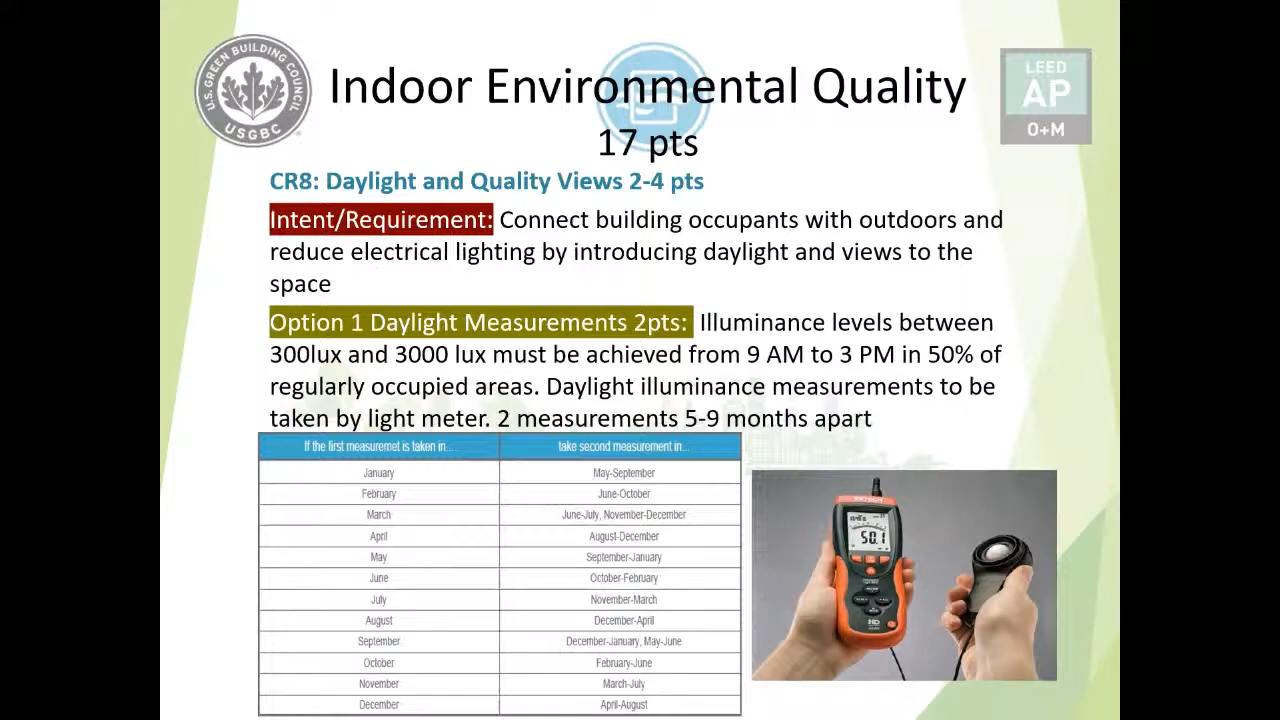 U.S. GREEN BUILDING COUNCIL
USGBC
Indoor Environmental Quality
17 pts
LEED
AP
O+M
CR8: Daylight and Quality Views 2-4 pts
Intent/Requirement: Connect building occupants with outdoors and
reduce electrical lighting by introducing daylight and views to the
space
Option 1 Daylight Measurements 2pts: Illuminance levels between
300lux and 3000 lux must be achieved from 9 AM to 3 PM in 50% of
regularly occupied areas. Daylight illuminance measurements to be
taken by light meter. 2 measurements 5-9 months apart
If the first measuremet is taken in... take second measurement in...
January May-September
February June-October
March June-July, November-December
April August-December
May September-January
June October-February
July November-March
August December-April
September December-January, May-June
October February-June
November March-July
December April-August
EXTECH
50.1
HD